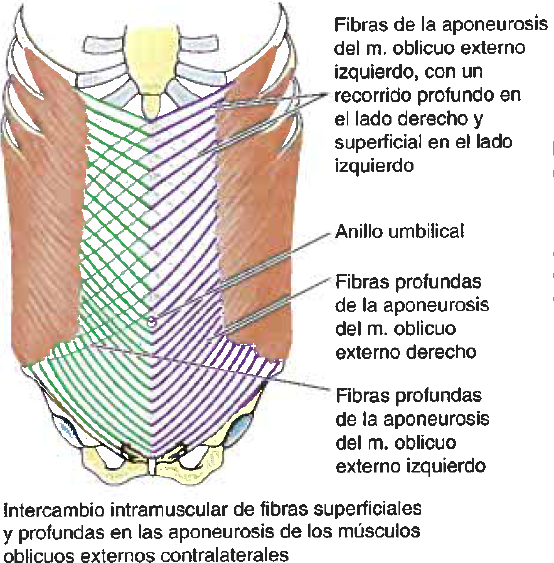 Fibras de la aponeurosis
del m. oblicuo externo
izquierdo, con un
recorrido profundo en
el lado derecho y
superficial en el lado
izquierdo
Anillo umbilical
Fibras profundas
de la aponeurosis
del m. oblicuo
externo derecho
Fibras profundas
de la aponeurosis
del m. oblicuo
externo izquierdo
Intercambio intramuscular de fibras superficiales
y profundas en las aponeurosis de los músculos
oblicuos externos contralaterales